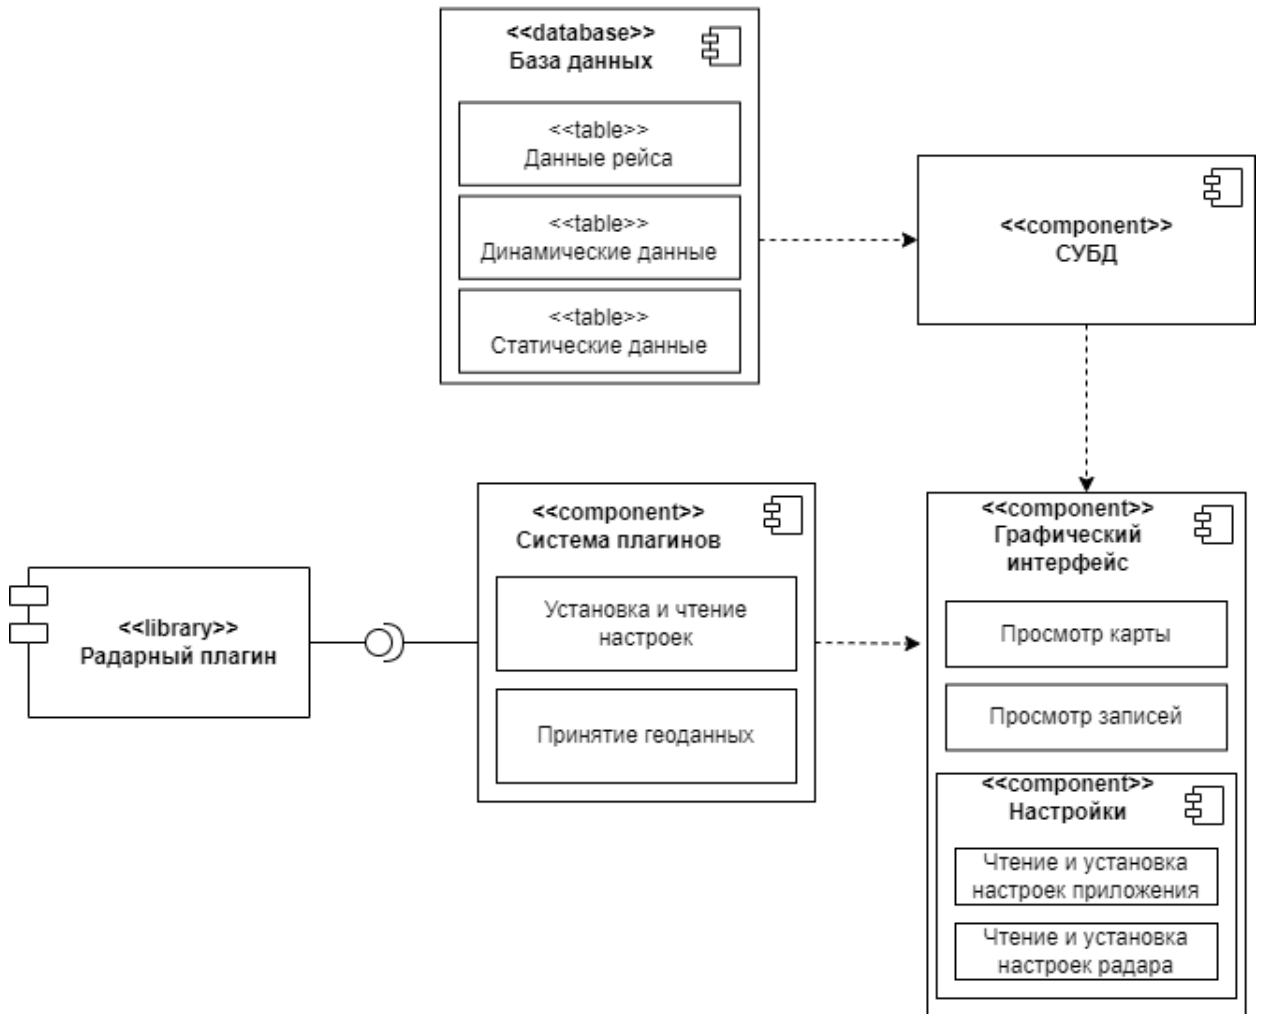 <<database>>
База данных
<<table>>
Данные рейса
<<table>>
Динамические данные
<<table>>
Статические данные
<<component>>
СУБД
<<library>>
Радарный плагин
<<component>>
Система плагинов
Установка и чтение
настроек
Принятие геоданных
<<component>>
Графический
интерфейс
Просмотр карты
Просмотр записей
<<component>>
Настройки
Чтение и установка
настроек приложения
Чтение и установка
настроек радара